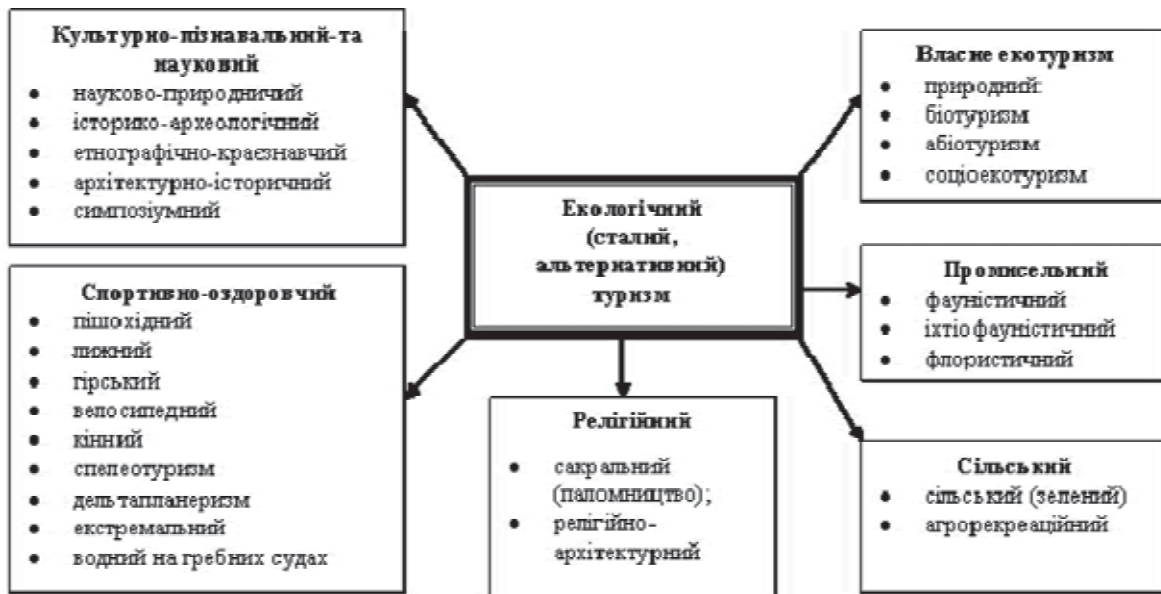 Культурно-пізнавальний-та
науковий
• науково-природничий
• історико-археологічний
• етнографічно-краєзнавчий
• архітектурно-історичний
• симпозіумний
Спортивно-оздоровчий
• пішохідний
• лижний
• гірський
• велосипедний
• кінний
• спелеотуризм
• дельтапланеризм
• екстремальний
• водний на гребних судах
Екологічний
(сталий,
альтернативний)
туризм
Релігійний
• сакральний
(паломництво);
• релігійно-
архітектурний
Власне екотуризм
• природний:
• біотуризм
• абіотуризм
• соціоекотуризм
Промисельний
• фауністичний
• іхтіофауністичний
• флористичний
Сільський
• сільський (зелений)
• агрорекреаційний